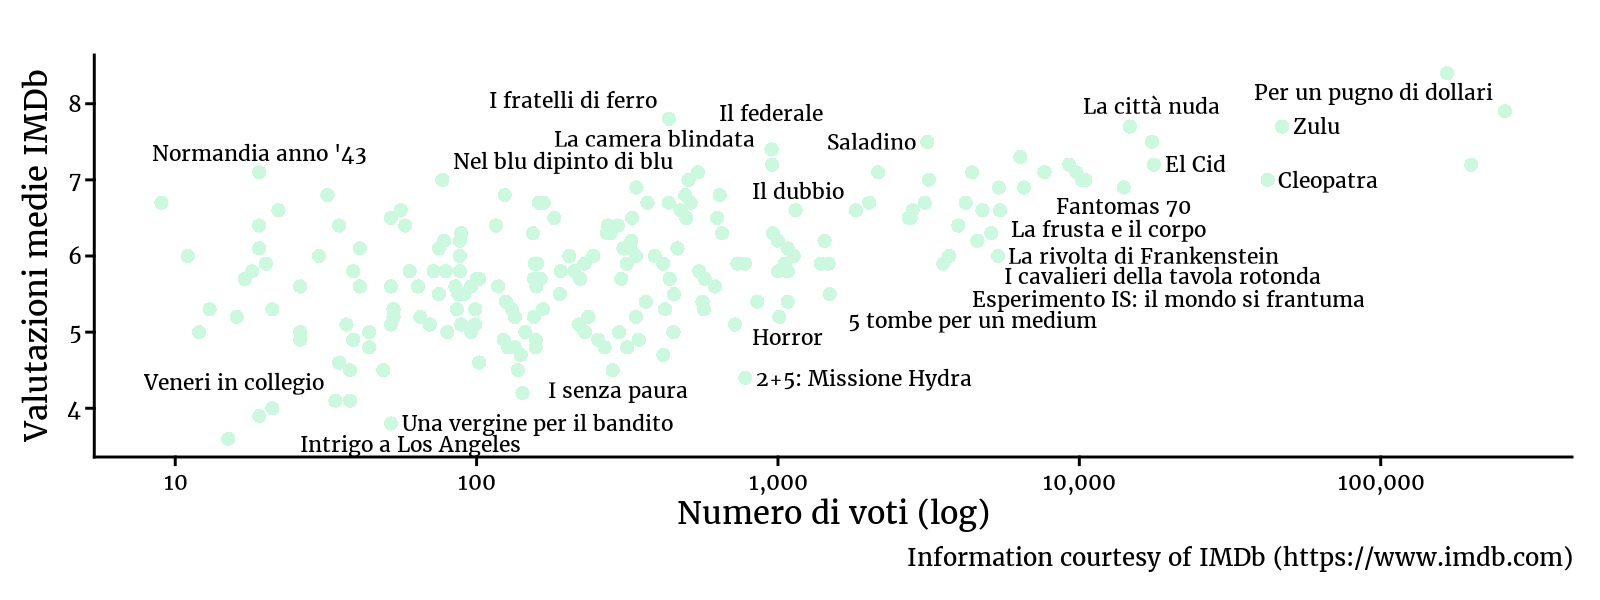 Valutazioni medie IMDb
8
7
6
5
4
I fratelli di ferro
Il federale
La città nuda
Per un pugno di dollari
La camera blindata
Saladino
Zulu
Normandia anno '43
Nel blu dipinto di blu
El Cid
Il dubbio
Cleopatra
Fantomas 70
La frusta e il corpo
La rivolta di Frankenstein
I cavalieri della tavola rotonda
Esperimento IS: il mondo si frantuma
5 tombe per un medium
Horror
Veneri in collegio
I senza paura
2+5: Missione Hydra
Una vergine per il bandito
Intrigo a Los Angeles
10
100
1,000
10,000
100,000
Numero di voti (log)
Information courtesy of IMDb (https://www.imdb.com)